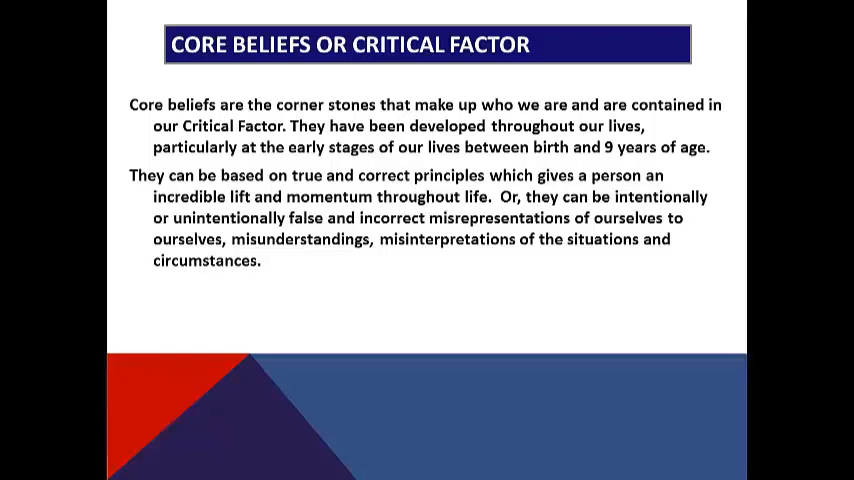 CORE BELIEFS OR CRITICAL FACTOR
Core beliefs are the corner stones that make up who we are and are contained in
our Critical Factor. They have been developed throughout our lives,
particularly at the early stages of our lives between birth and 9 years of age.
They can be based on true and correct principles which gives a person an
incredible lift and momentum throughout life.  Or, they can be intentionally
or unintentionally false and incorrect misrepresentations of ourselves to
ourselves, misunderstandings, misinterpretations of the situations and
circumstances.